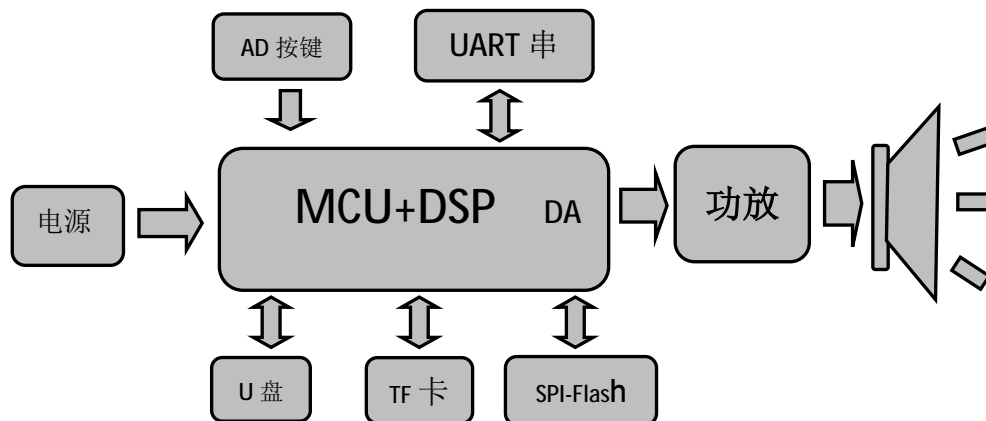 AD 按键
UART 串
电源
MCU+DSP DA
功放
U 盘
TF 卡
SPI-Flash